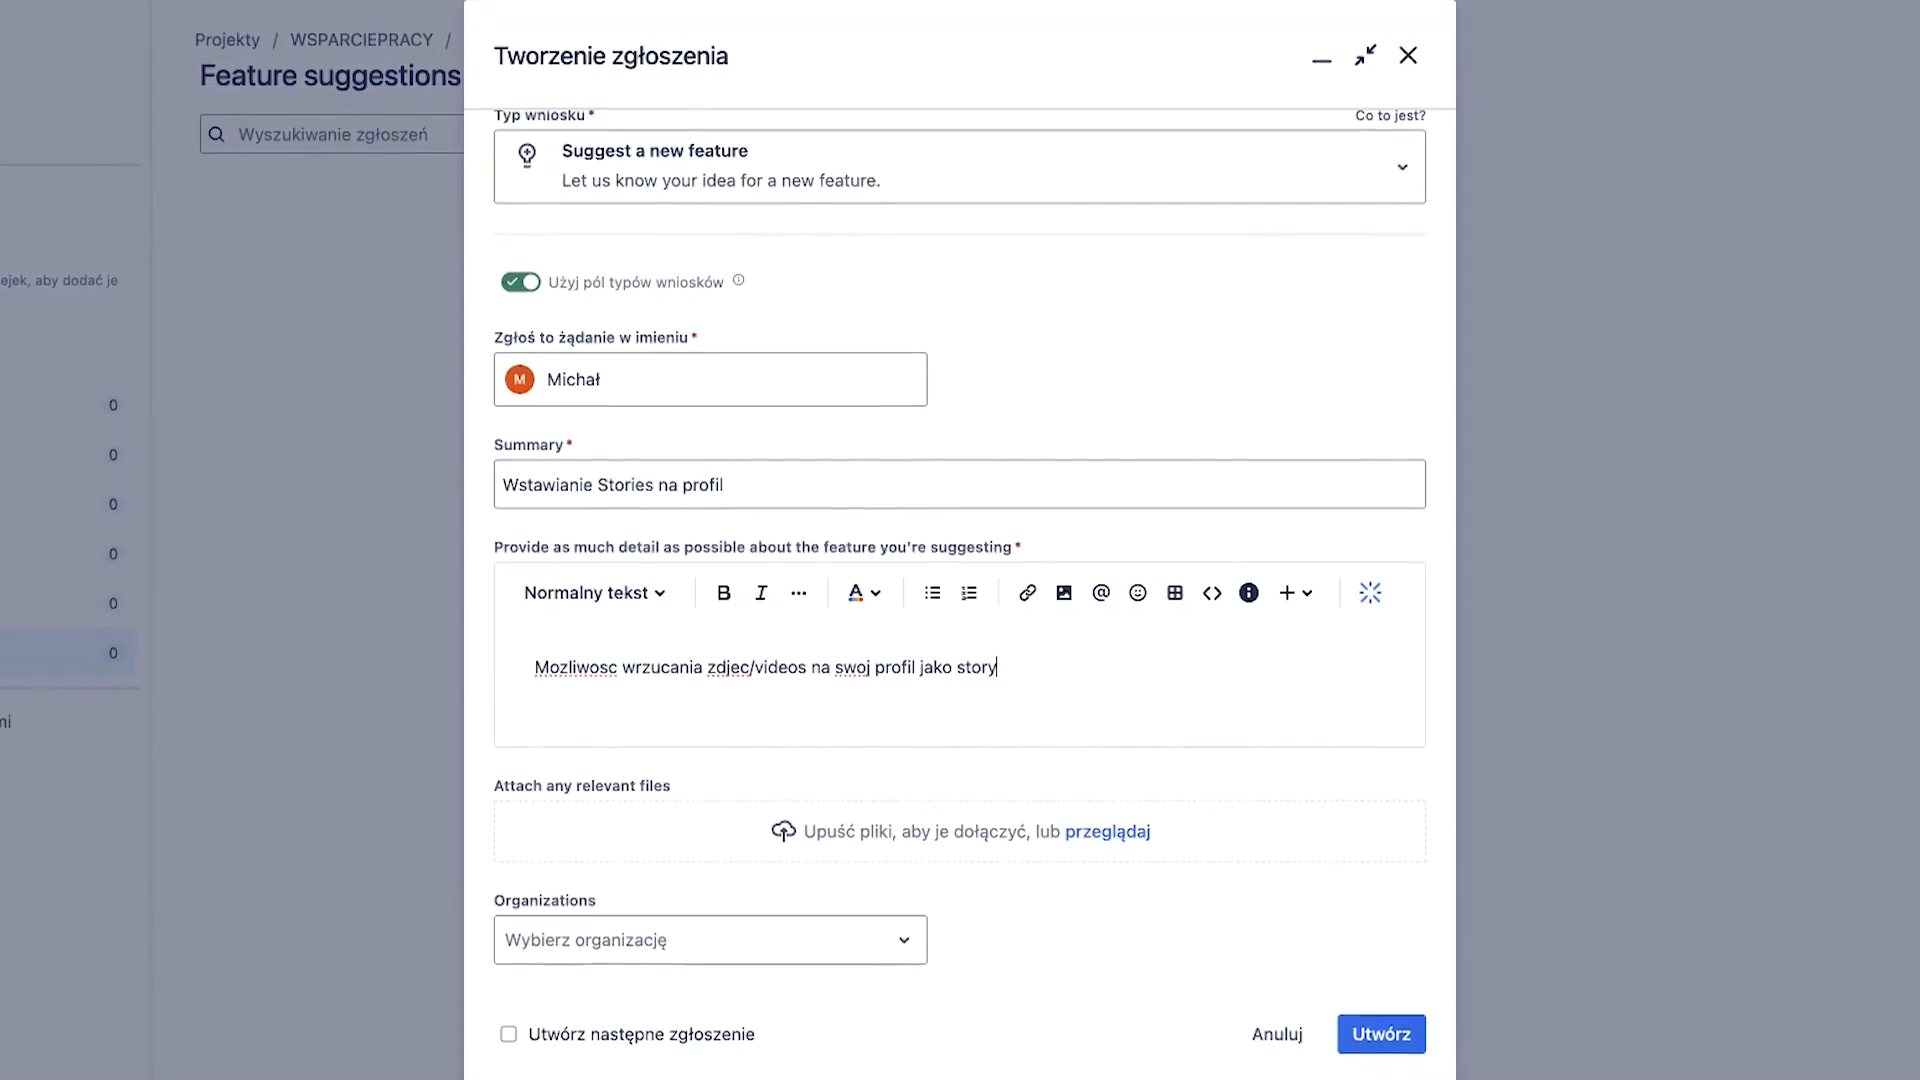 Projekty / WSPARCIEPRACY /
Feature suggestions
Wyszukiwanie zgłoszeń
ejek, aby dodać je
0
0
0
0
0
0
ni
Tworzenie zgłoszenia
Typ wniosku *
Co to jest?
Suggest a new feature
Let us know your idea for a new feature.
Użyj pól typów wniosków
Zgłoś to żądanie w imieniu *
M Michał
Summary *
Wstawianie Stories na profil
Provide as much detail as possible about the feature you're suggesting *
Normalny tekst B I ... A @ <> i +
Mozliwosc wrzucania zdjec/videos na swoj profil jako story
Attach any relevant files
Upuść pliki, aby je dołączyć, lub przeglądaj
Organizations
Wybierz organizację
Utwórz następne zgłoszenie
Anuluj
Utwórz